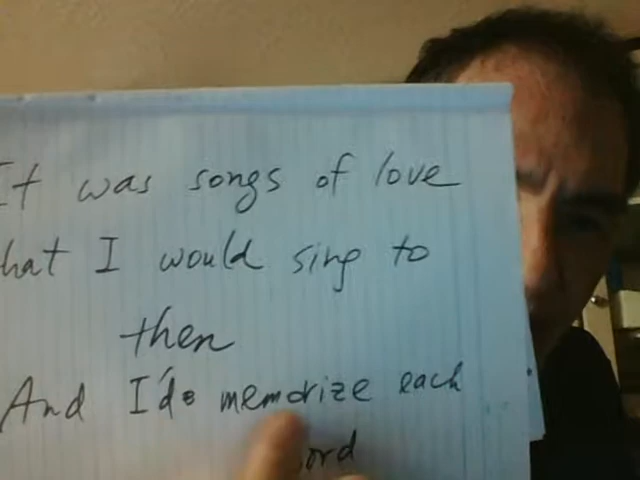 It was songs of love
hat I would sing to
then
And I'd memorize each
ord